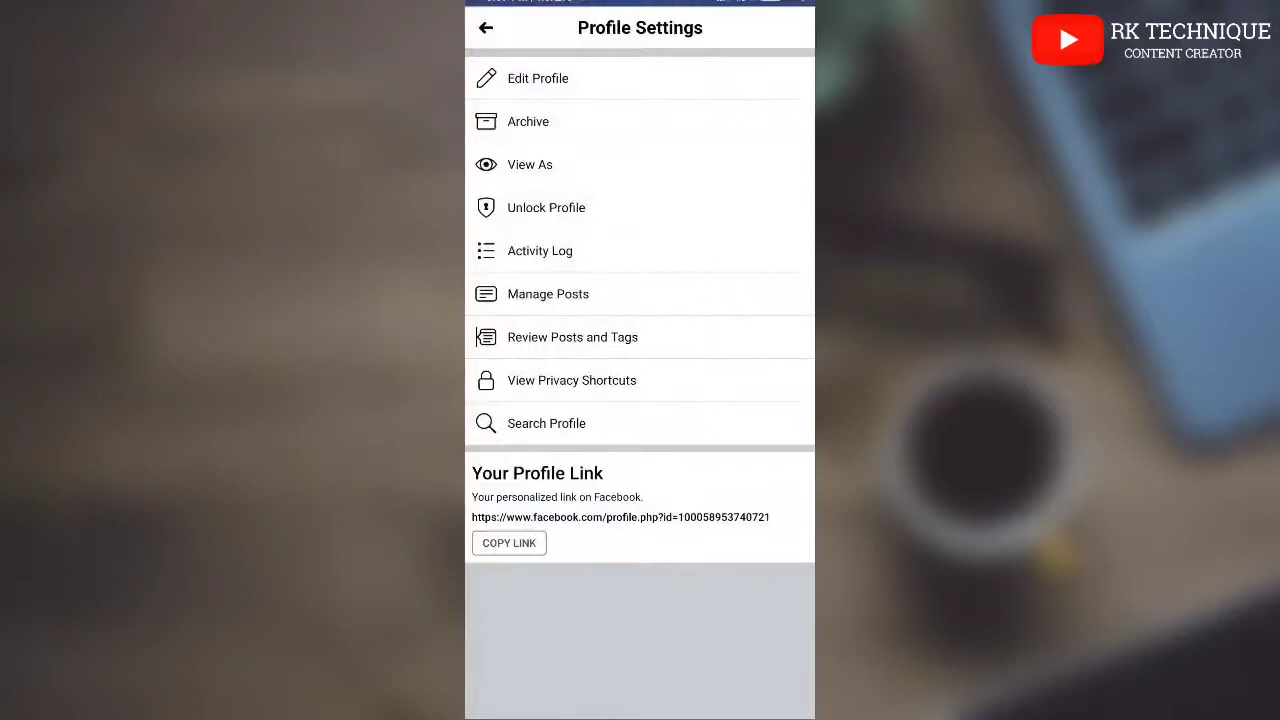 Profile Settings
RK TECHNIQUE
CONTENT CREATOR
Edit Profile
Archive
View As
Unlock Profile
Activity Log
Manage Posts
Review Posts and Tags
View Privacy Shortcuts
Search Profile
Your Profile Link
Your personalized link on Facebook.
https://www.facebook.com/profile.php?id=100058953740721
COPY LINK